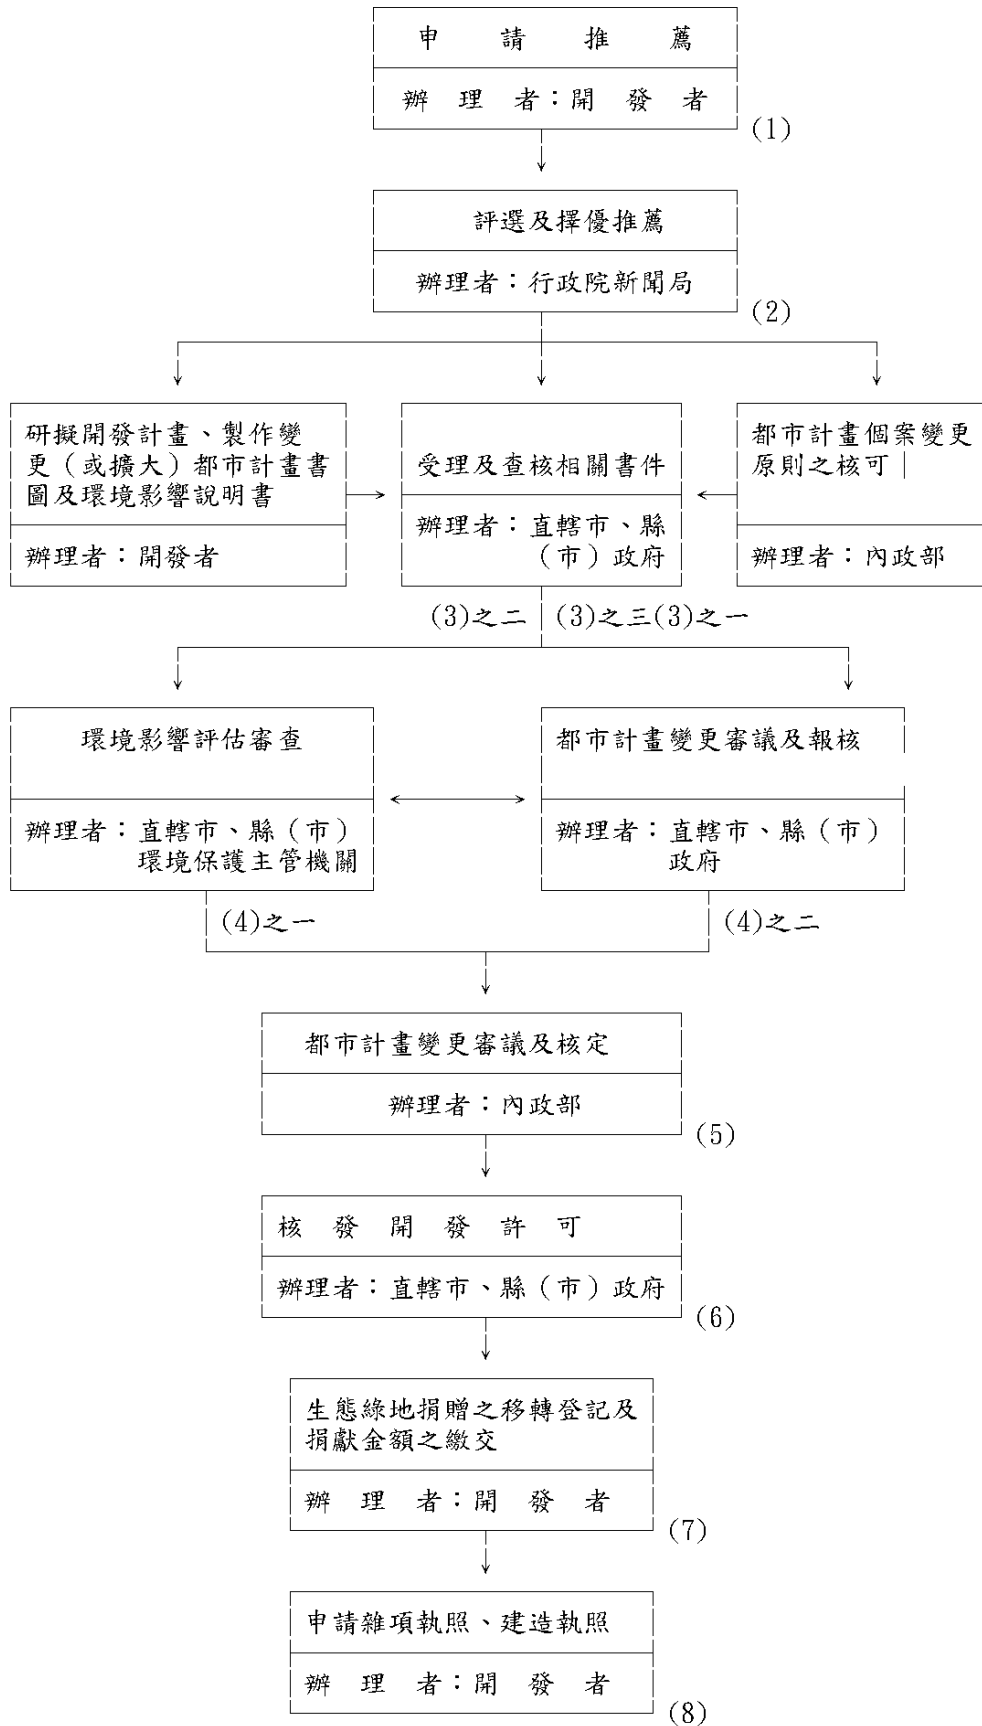 申請推薦
辦理者：開發者
(1)
評選及擇優推薦
辦理者：行政院新聞局
(2)
研擬開發計畫、製作變
更（或擴大）都市計畫書
圖及環境影響說明書
辦理者：開發者
受理及查核相關書件
辦理者：直轄市、縣
（市）政府
都市計畫個案變更
原則之核可
辦理者：內政部
(3)之二 (3)之三(3)之一
環境影響評估審查
辦理者：直轄市、縣（市）
環境保護主管機關
都市計畫變更審議及報核
辦理者：直轄市、縣（市）
政府
(4)之一
(4)之二
都市計畫變更審議及核定
辦理者：內政部
(5)
核發開發許可
辦理者：直轄市、縣（市）政府
(6)
生態綠地捐贈之移轉登記及
捐獻金額之繳交
辦理者：開發者
(7)
申請雜項執照、建造執照
辦理者：開發者
(8)